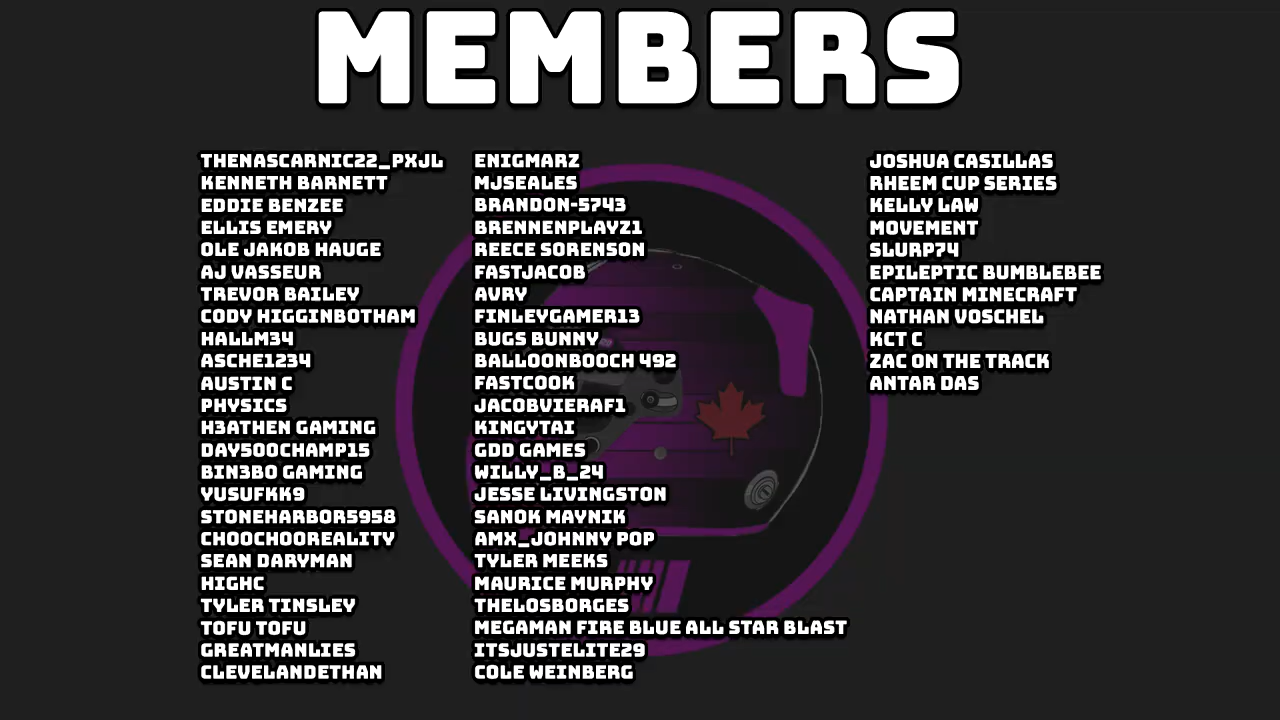 MEMBERS
THENASCARNIC22_PXJL
KENNETH BARNETT
EDDIE BENZEE
ELLIS EMERY
OLE JAKOB HAUGE
AJ VASSEUR
TREVOR BAILEY
CODY HIGGINBOTHAM
HALLM34
ASCHE1234
AUSTIN C
PHYSICS
H3ATHEN GAMING
DAY500CHAMP15
BIN3BO GAMING
YUSUFKK9
STONEHARBOR5958
CHOOCHOOREALITY
SEAN DARYMAN
HIGHC
TYLER TINSLEY
TOFU TOFU
GREATMANLIES
CLEVELANDETHAN
ENIGMARZ
MJSEALES
BRANDON-5743
BRENNENPLAYZ1
REECE SORENSON
FASTJACOB
AVRY
FINLEYGAMER13
BUGS BUNNY
BALLOONBOOCH 492
FASTCOOK
JACOBVIERAF1
KINGYTAI
GDD GAMES
WILLY_B_24
JESSE LIVINGSTON
SANOK MAYNIK
AMX_JOHNNY POP
TYLER MEEKS
MAURICE MURPHY
THELOSBORGES
MEGAMAN FIRE BLUE ALL STAR BLAST
ITSJUSTELITE29
COLE WEINBERG
JOSHUA CASILLAS
RHEEM CUP SERIES
KELLY LAW
MOVEMENT
SLURP74
EPILEPTIC BUMBLEBEE
CAPTAIN MINECRAFT
NATHAN VOSCHEL
KCT C
ZAC ON THE TRACK
ANTAR DAS